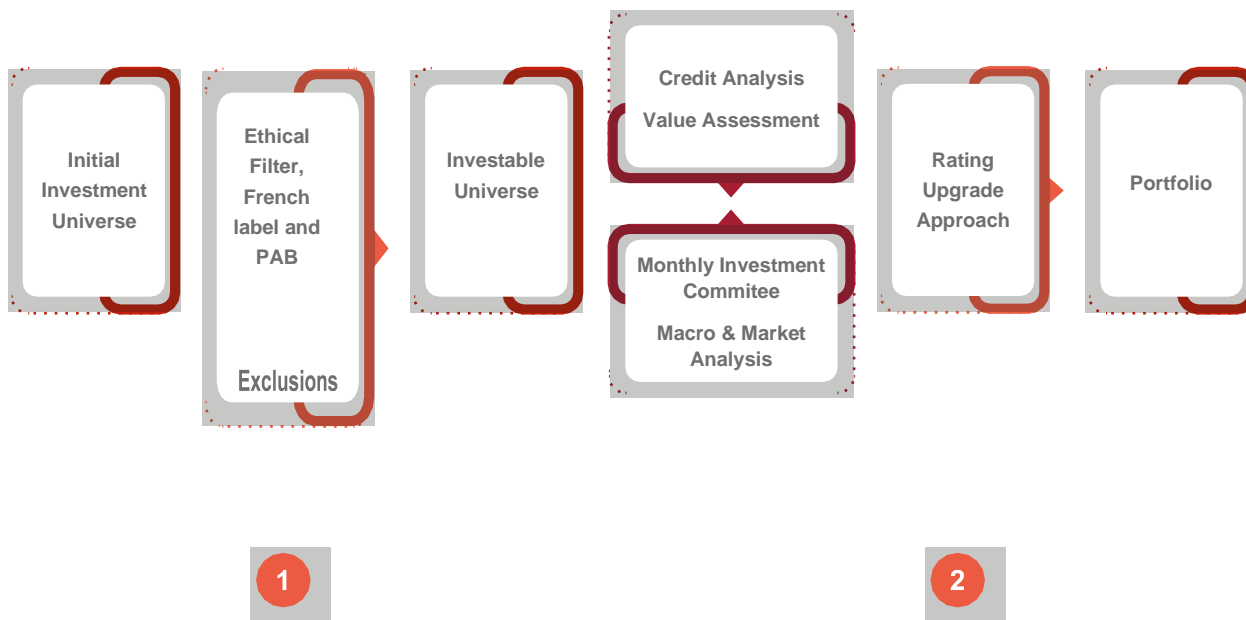 Initial
Investment
Universe
Ethical
Filter,
French
label and
PAB
Exclusions
Investable
Universe
Credit Analysis
Value Assessment
Monthly Investment
Commitee
Macro & Market
Analysis
Rating
Upgrade
Approach
Portfolio
1
2